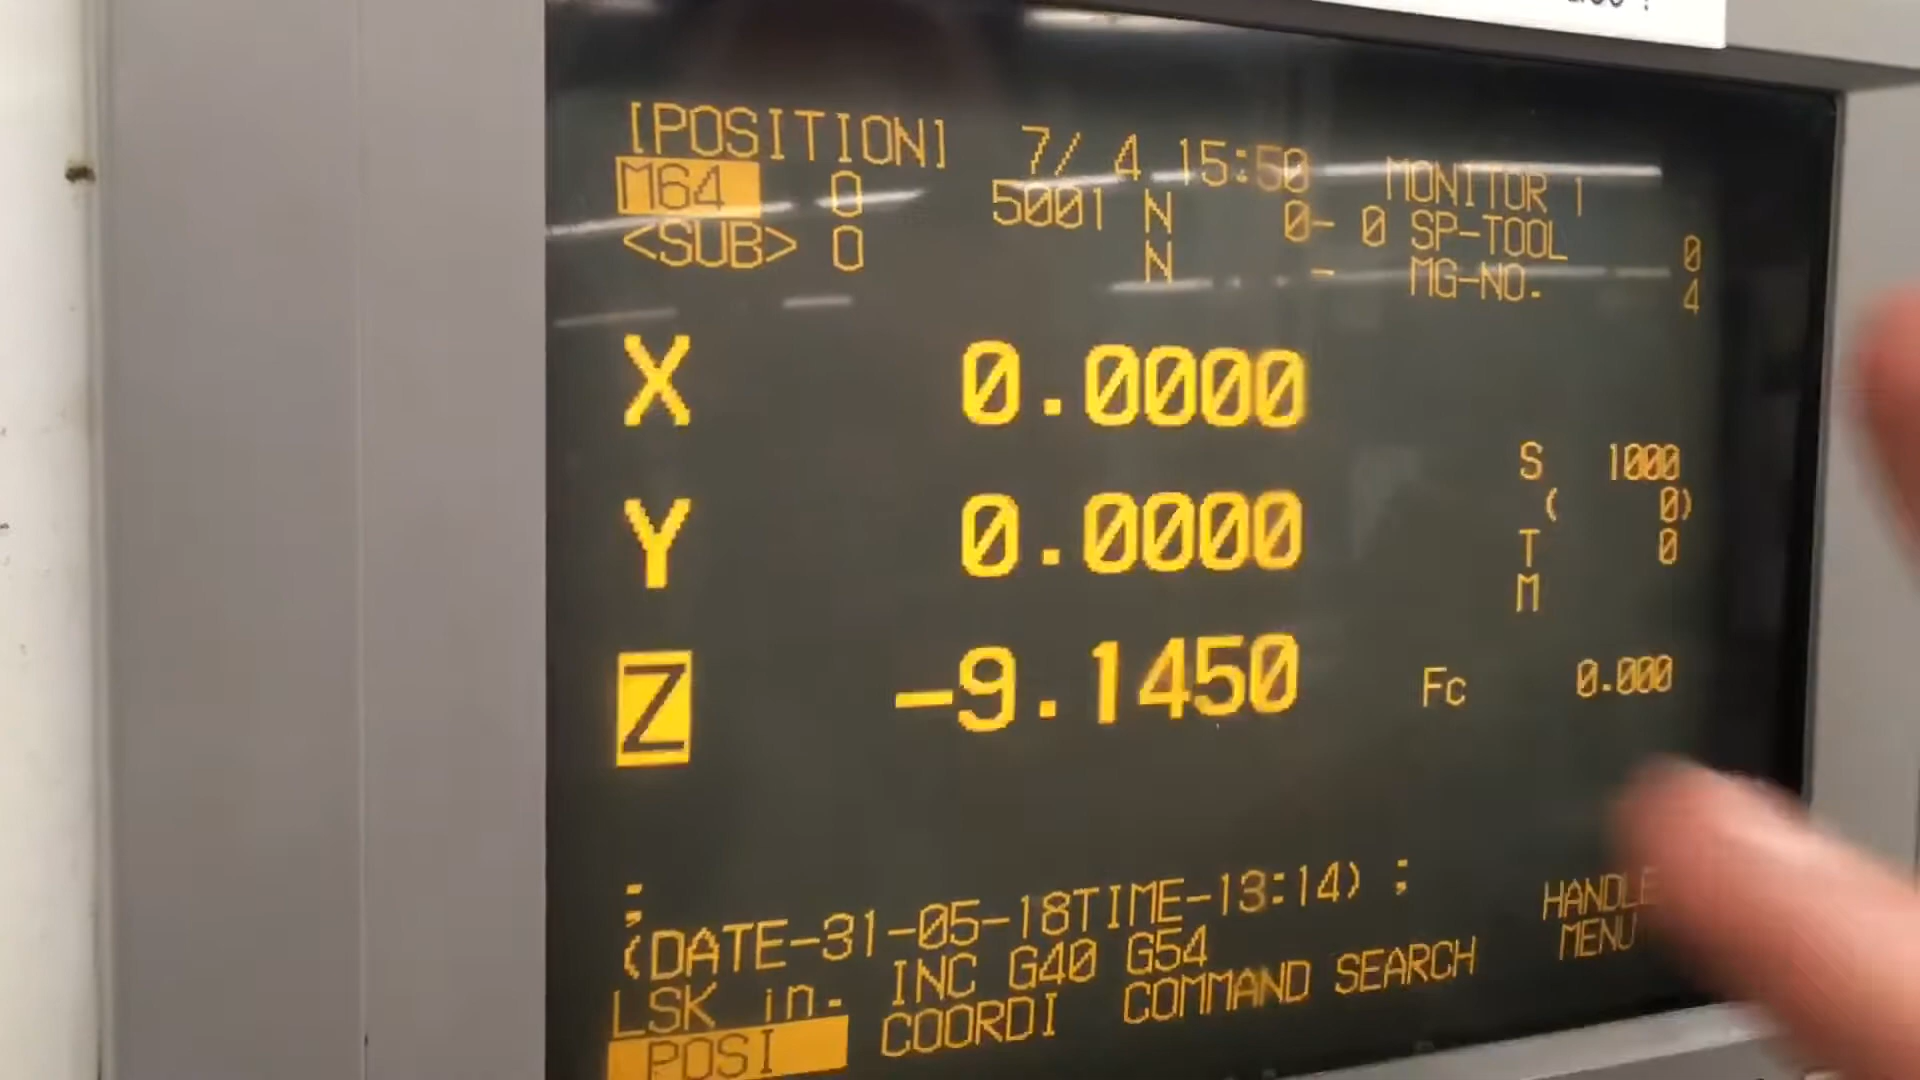 [POSITION] 7/ 4 15:50 MONITOR 1
M64 O 5001 N 0- 0 SP-TOOL 0
<SUB> O N - MG-NO. 4
X 0.0000
S 1000
( 0)
Y 0.0000
T 0
M
Z -9.1450 Fc 0.000
;
(DATE-31-05-18TIME-13:14) ;
LSK in. INC G40 G54
HANDLE
POSI COORDI COMMAND SEARCH MENU